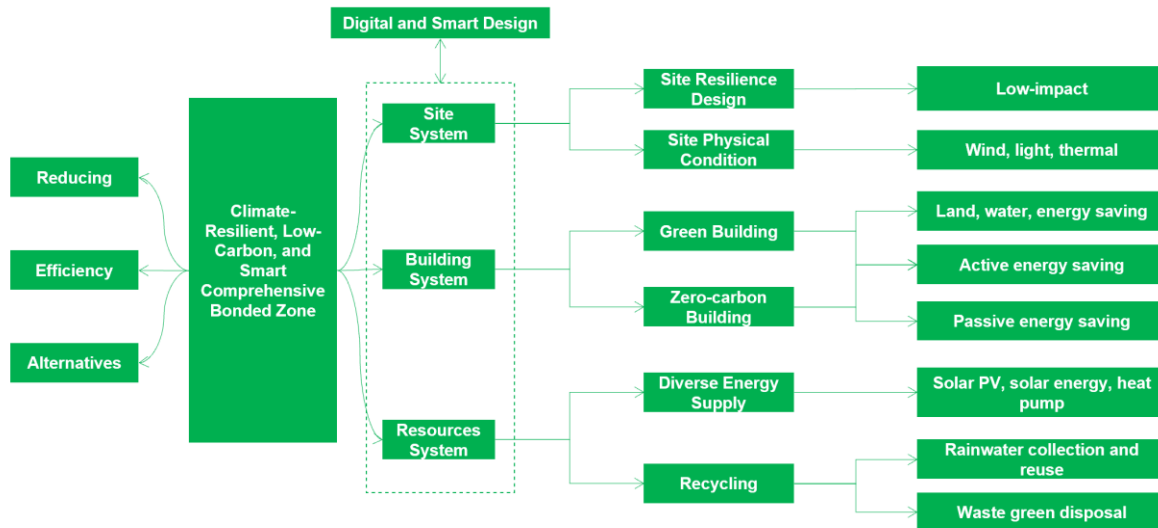 Digital and Smart Design
Reducing
Efficiency
Alternatives
Climate-
Resilient, Low-
Carbon, and
Smart
Comprehensive
Bonded Zone
Site
System
Building
System
Resources
System
Site Resilience
Design
Site Physical
Condition
Green Building
Zero-carbon
Building
Diverse Energy
Supply
Recycling
Low-impact
Wind, light, thermal
Land, water, energy saving
Active energy saving
Passive energy saving
Solar PV, solar energy, heat
pump
Rainwater collection and
reuse
Waste green disposal